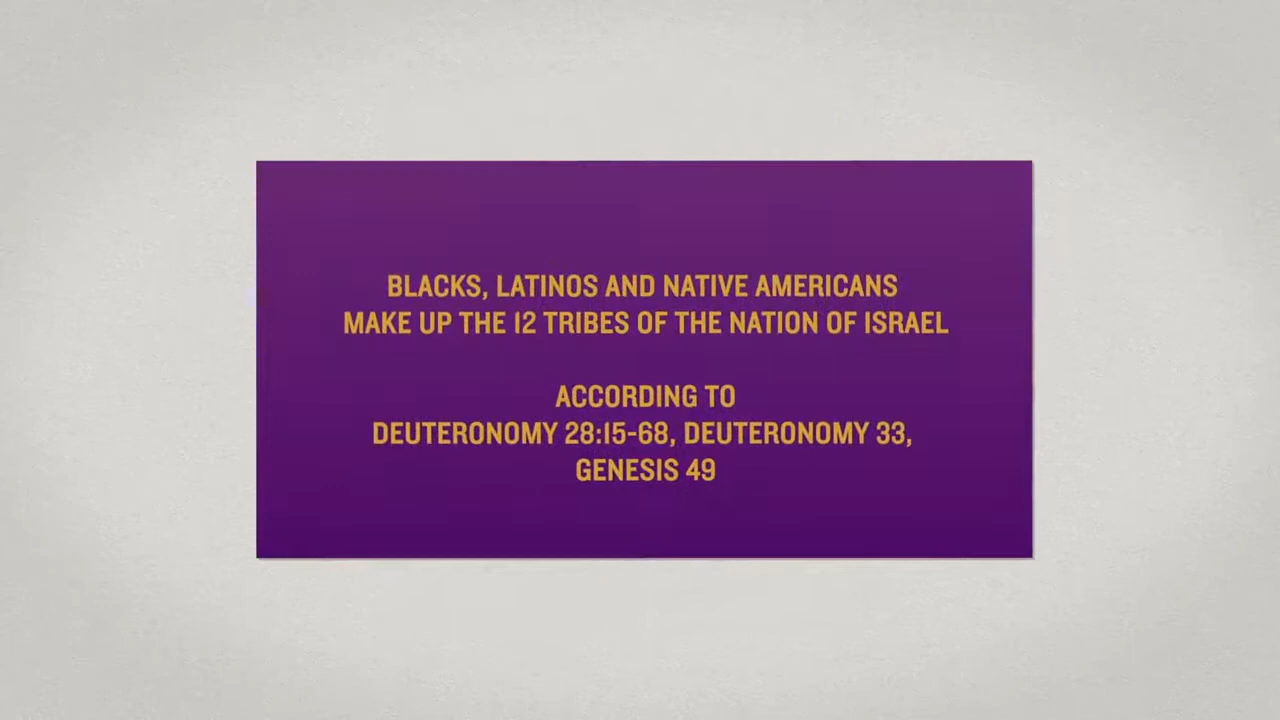 BLACKS, LATINOS AND NATIVE AMERICANS
MAKE UP THE 12 TRIBES OF THE NATION OF ISRAEL
ACCORDING TO
DEUTERONOMY 28:15-68, DEUTERONOMY 33,
GENESIS 49